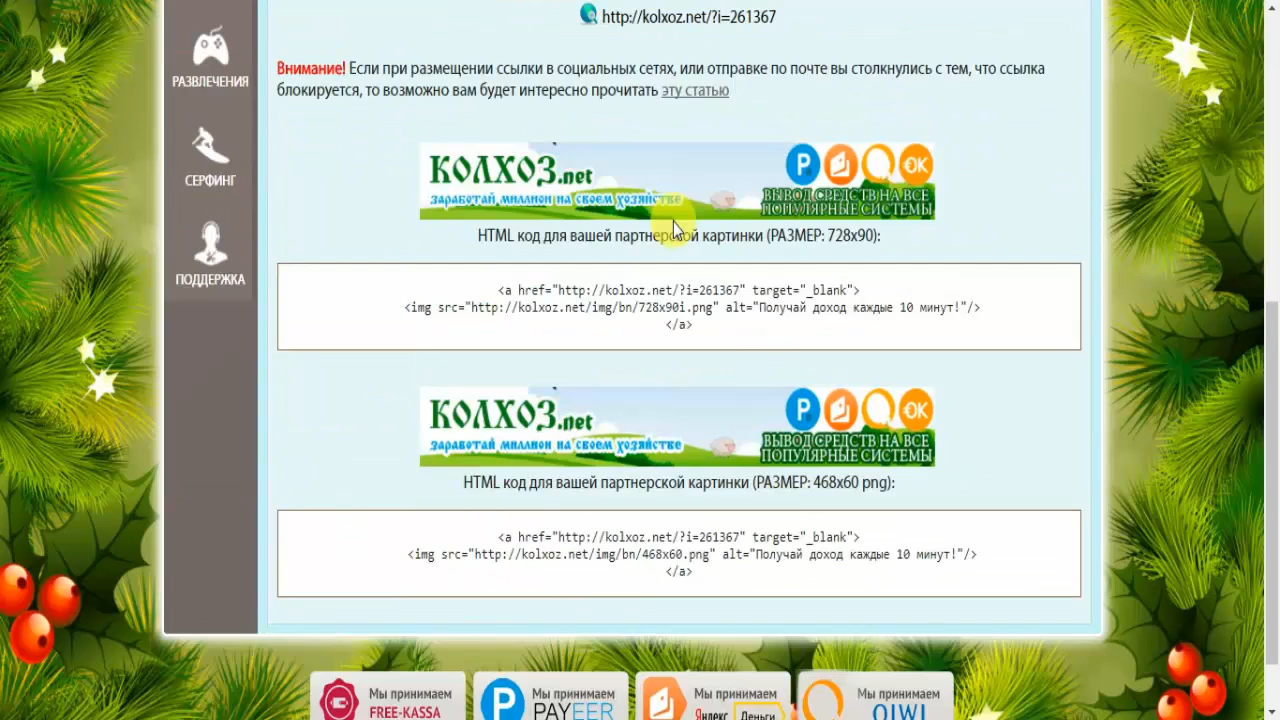 http://kolxoz.net/?i=261367
Внимание! Если при размещении ссылки в социальных сетях, или отправке по почте вы столкнулись с тем, что ссылка
блокируется, то возможно вам будет интересно прочитать эту статью
РАЗВЛЕЧЕНИЯ
СЕРФИНГ
ПОДДЕРЖКА
КОЛХОЗ.net
заработай миллион на своем хозяйстве
P OK
ВЫВОД СРЕДСТВ НА ВСЕ
ПОПУЛЯРНЫЕ СИСТЕМЫ
HTML код для вашей партнерской картинки (РАЗМЕР: 728x90):
<a href="http://kolxoz.net/?i=261367" target="_blank">
<img src="http://kolxoz.net/img/bn/728x90i.png" alt="Получай доход каждые 10 минут!"/>
</a>
КОЛХОЗ.net
заработай миллион на своем хозяйстве
P OK
ВЫВОД СРЕДСТВ НА ВСЕ
ПОПУЛЯРНЫЕ СИСТЕМЫ
HTML код для вашей партнерской картинки (РАЗМЕР: 468x60 png):
<a href="http://kolxoz.net/?i=261367" target="_blank">
<img src="http://kolxoz.net/img/bn/468x60.png" alt="Получай доход каждые 10 минут!"/>
</a>
Мы принимаем
FREE-KASSA
P Мы принимаем
PAYEER
Мы принимаем
Яндекс Деньги
Мы принимаем
QIWI